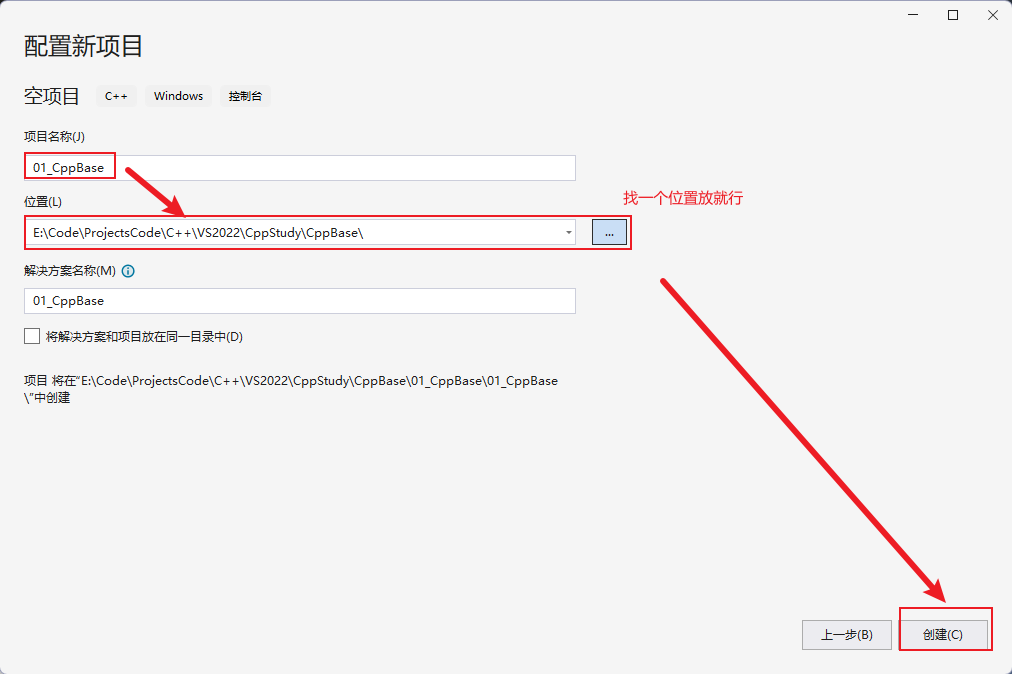 配置新项目
空项目 C++ Windows 控制台
项目名称(J)
01_CppBase
位置(L)
找一个位置放就行
E:\Code\ProjectsCode\C++\VS2022\CppStudy\CppBase\
...
解决方案名称(M)
01_CppBase
将解决方案和项目放在同一目录中(D)
项目 将在“E:\Code\ProjectsCode\C++\VS2022\CppStudy\CppBase\01_CppBase\01_CppBase
\”中创建
上一步(B) 创建(C)